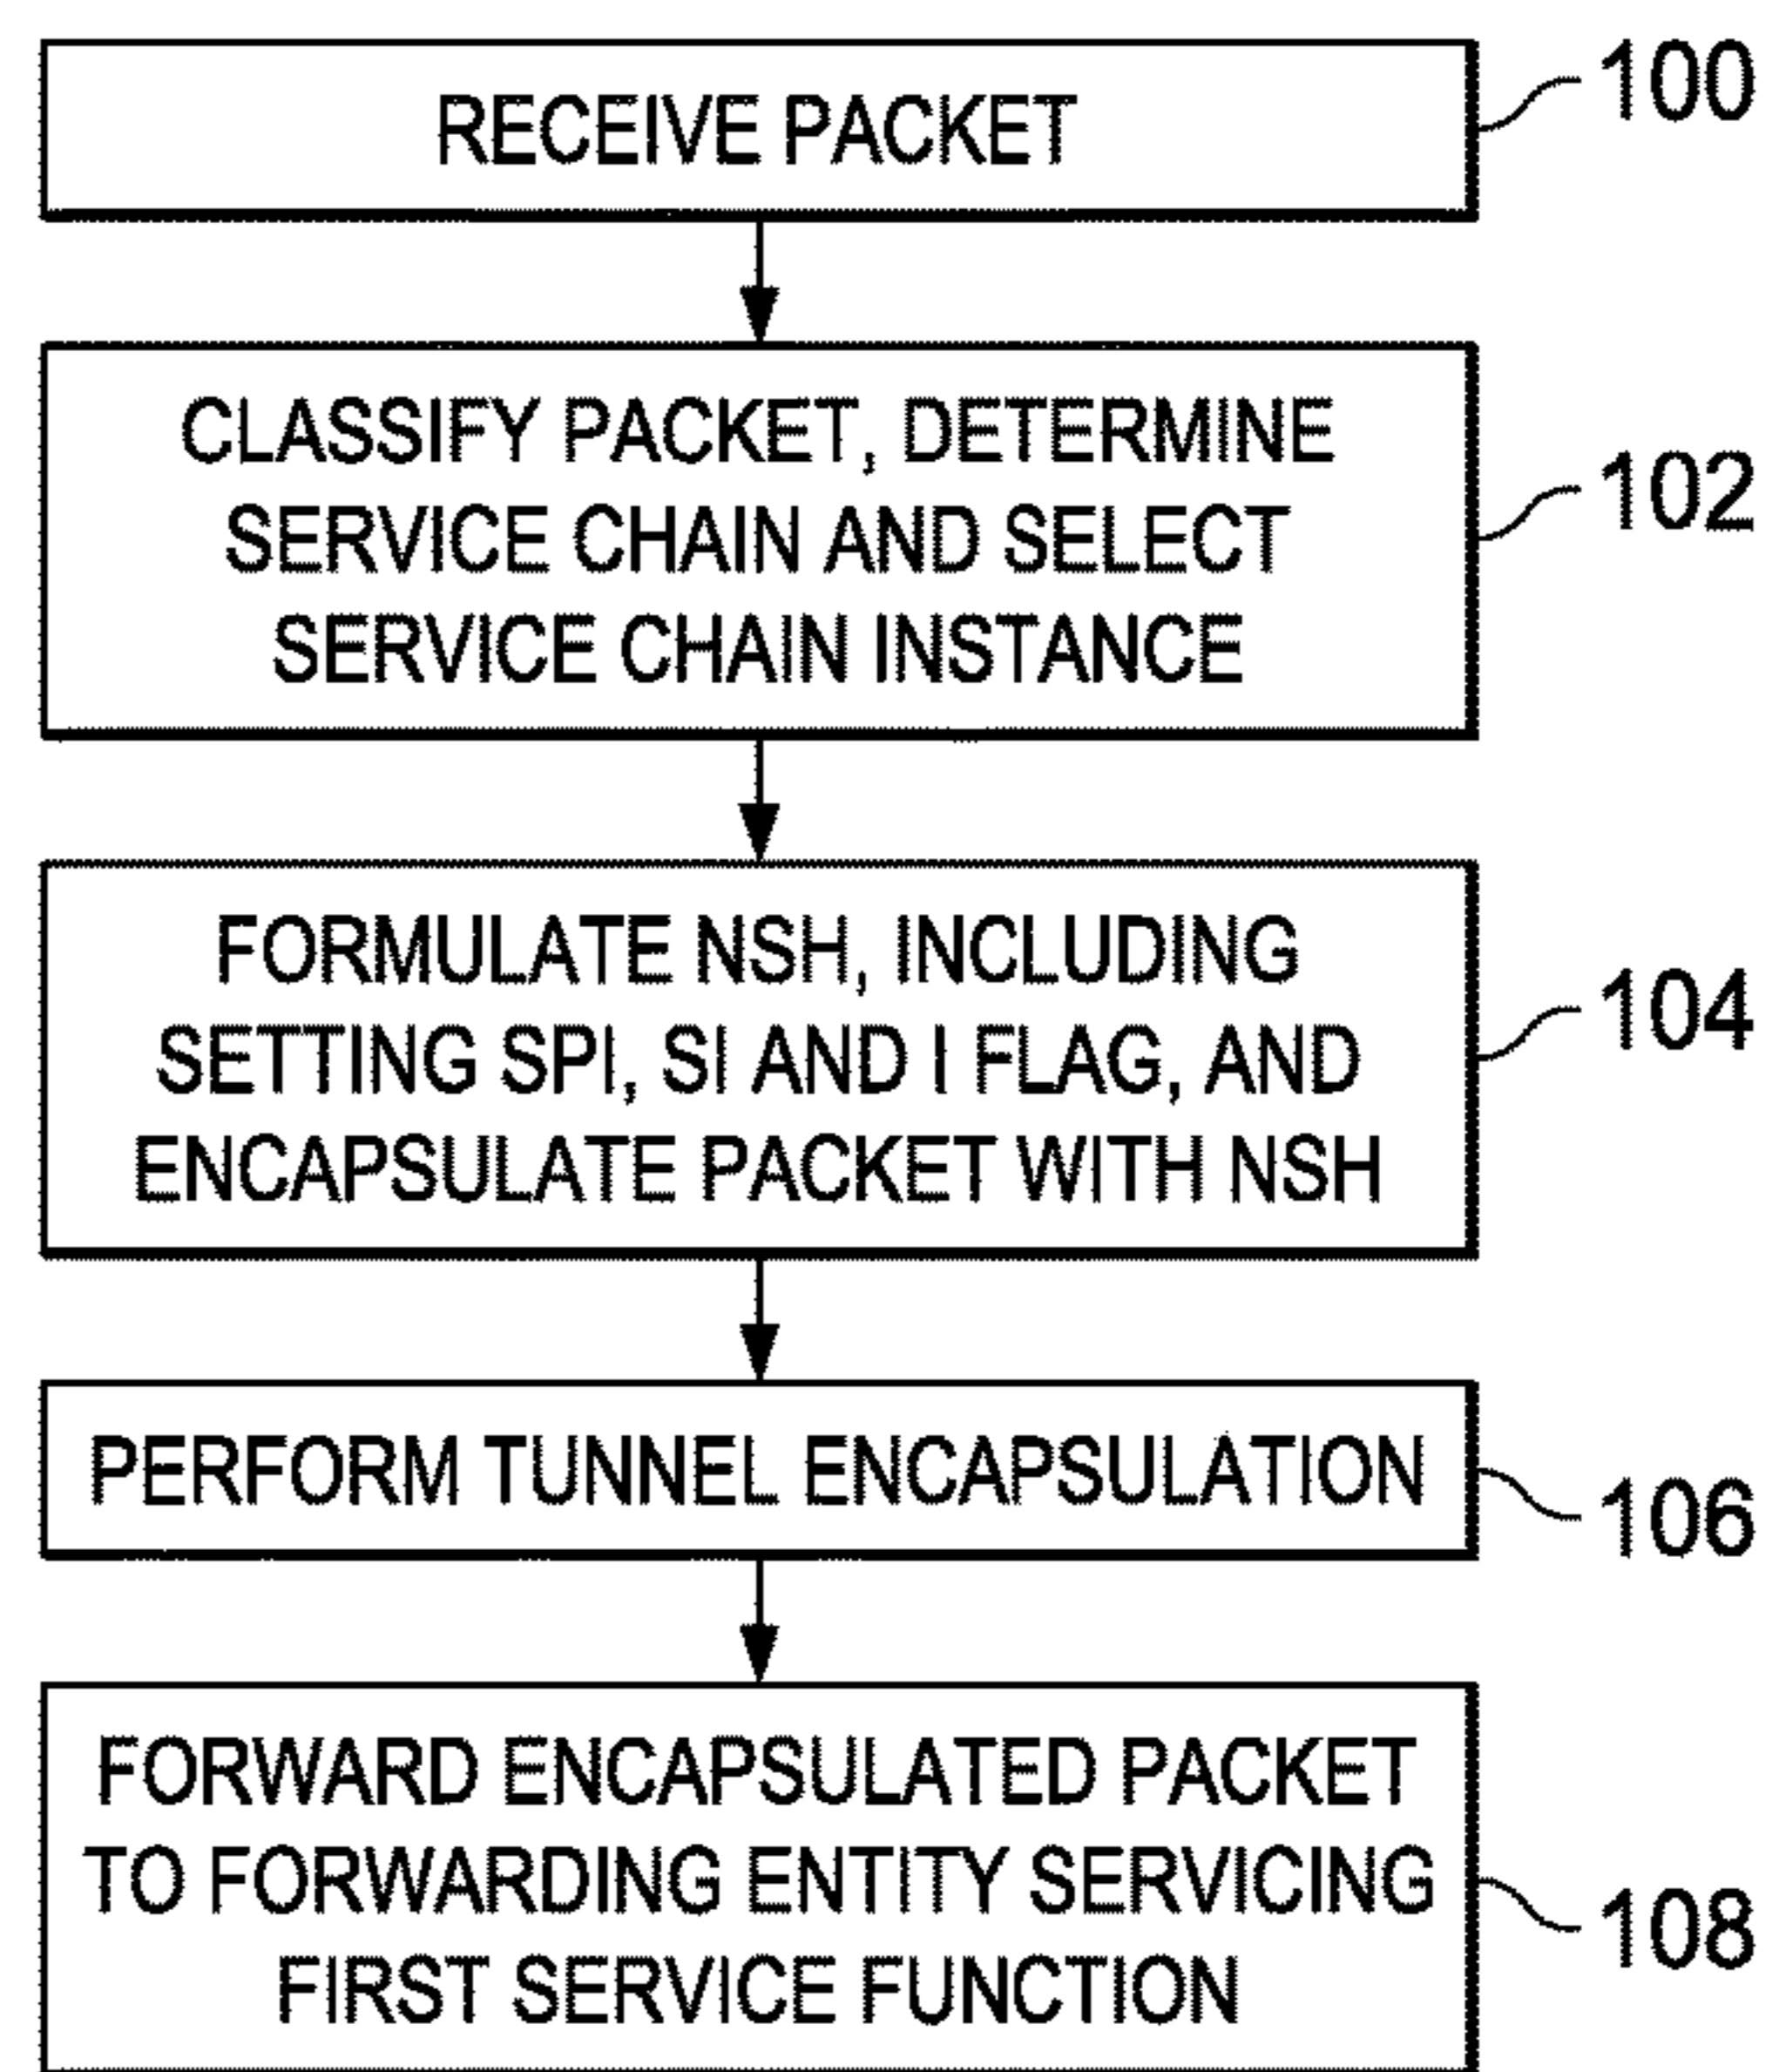 RECEIVE PACKET
100
CLASSIFY PACKET, DETERMINE
SERVICE CHAIN AND SELECT
SERVICE CHAIN INSTANCE
102
FORMULATE NSH, INCLUDING
SETTING SPI, SI AND I FLAG, AND
ENCAPSULATE PACKET WITH NSH
104
PERFORM TUNNEL ENCAPSULATION
106
FORWARD ENCAPSULATED PACKET
TO FORWARDING ENTITY SERVICING
FIRST SERVICE FUNCTION
108